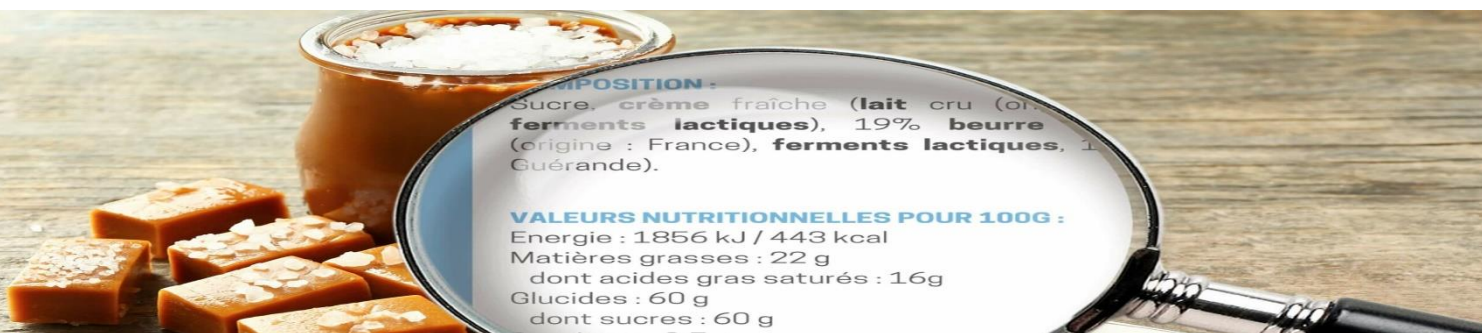 MPOSITION :
Sucre, crème fraîche (lait cru (or
ferments lactiques), 19% beurre
(origine : France), ferments lactiques, 1
Guérande).
VALEURS NUTRITIONNELLES POUR 100G :
Energie : 1856 kJ / 443 kcal
Matières grasses : 22 g
dont acides gras saturés : 16g
Glucides : 60 g
dont sucres : 60 g